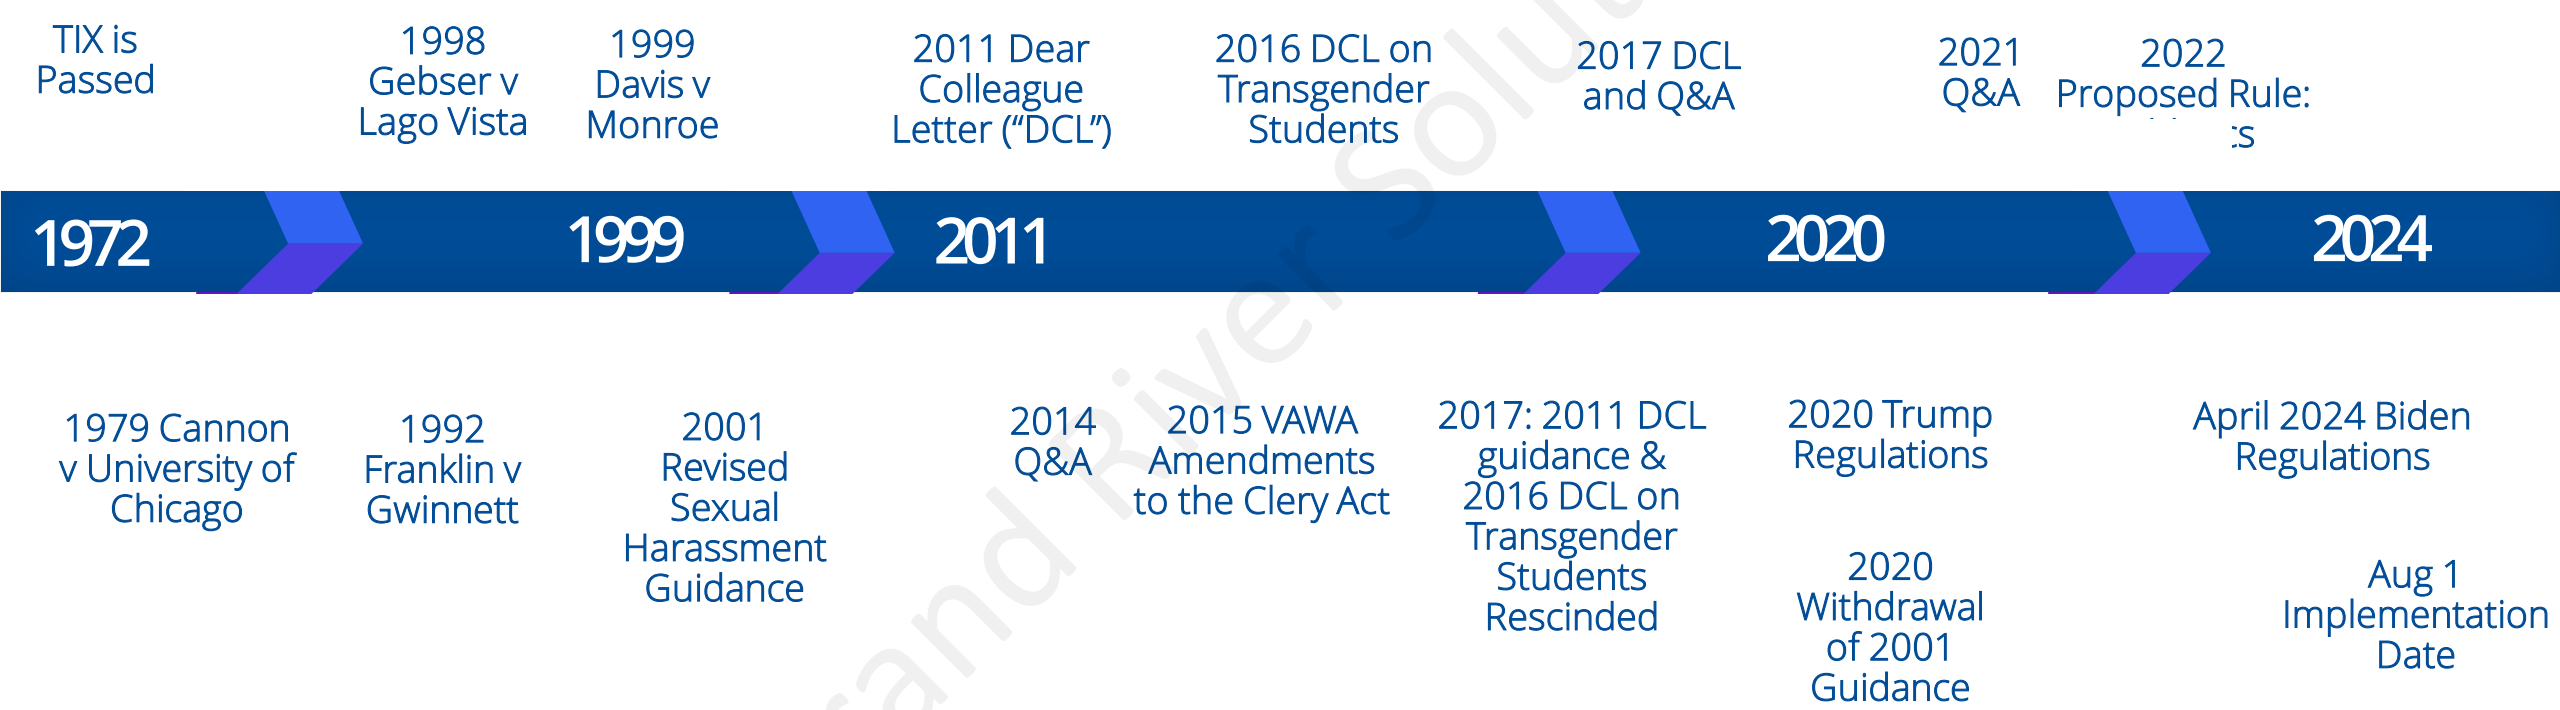 TIX is
Passed
1998
Gebser v
Lago Vista
1999
Davis v
Monroe
2011 Dear
Colleague
Letter (“DCL”)
2016 DCL on
Transgender
Students
2017 DCL
and Q&A
2021
Q&A
2022
Proposed Rule:
1972
1999
2011
2020
2024
1979 Cannon
v University of
Chicago
1992
Franklin v
Gwinnett
2001
Revised
Sexual
Harassment
Guidance
2014
Q&A
2015 VAWA
Amendments
to the Clery Act
2017: 2011 DCL
guidance &
2016 DCL on
Transgender
Students
Rescinded
2020 Trump
Regulations
2020
Withdrawal
of 2001
Guidance
April 2024 Biden
Regulations
Aug 1
Implementation
Date
River